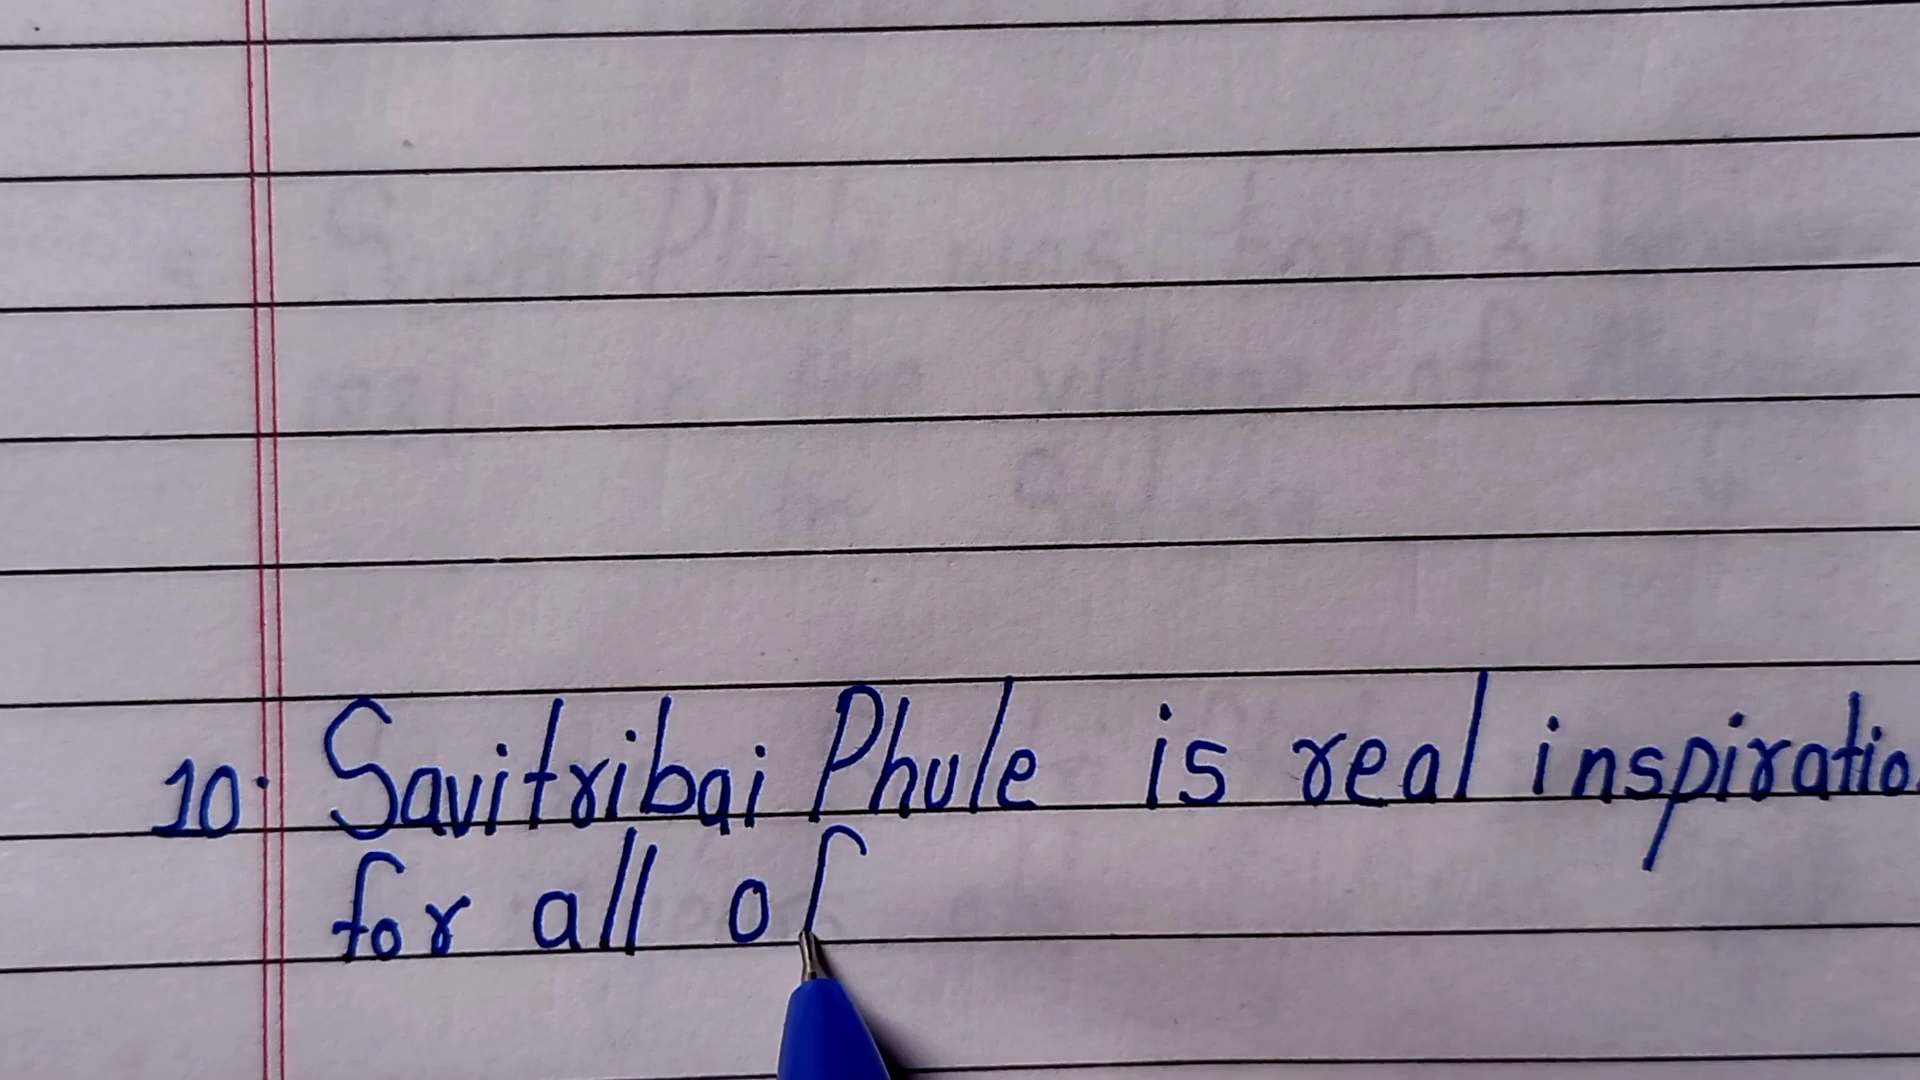 10. Savitribai Phule is real inspiratio
for all of